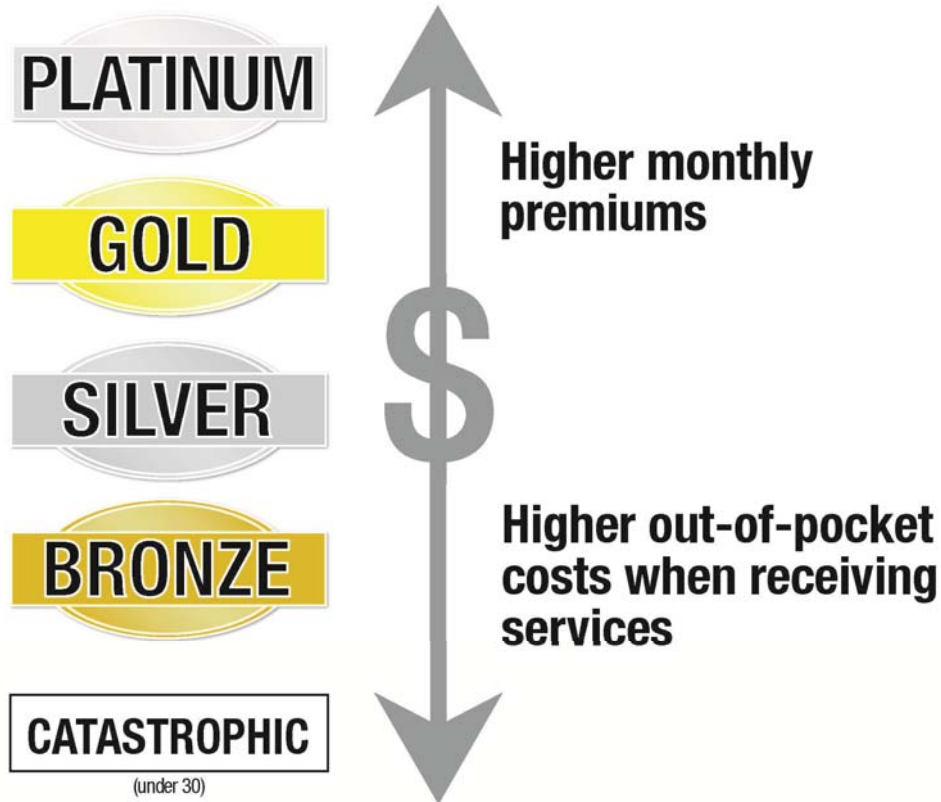 PLATINUM
GOLD
SILVER
BRONZE
CATASTROPHIC
(under 30)
$
Higher monthly
premiums
Higher out-of-pocket
costs when receiving
services